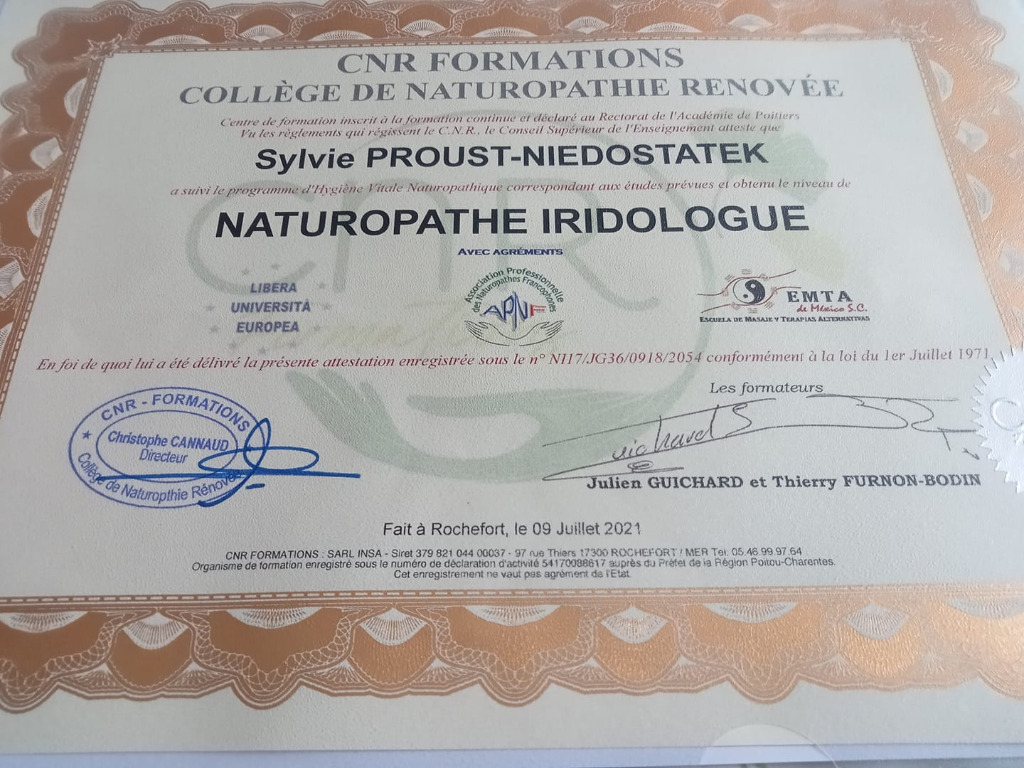 CNR FORMATIONS
COLLÈGE DE NATUROPATHIE RENOVÉE
Centre de formation inscrit à la formation continue et déclaré au Rectorat de l'Académie de Poitiers
Vu les règlements qui régissent le C.N.R., le Conseil Supérieur de l'Enseignement atteste que
Sylvie PROUST-NIEDOSTATEK
a suivi le programme d'Hygiène Vitale Naturopathique correspondant aux études prévues et obtenu le niveau de
NATUROPATHE IRIDOLOGUE
AVEC AGRÉMENTS
LIBERA
UNIVERSITÀ
EUROPEA
Association Professionnelle
des Naturopathes Francophones
APNF
EMTA
de México S.C.
ESCUELA DE MASAJE Y TERAPIAS ALTERNATIVAS
En foi de quoi lui a été délivré la présente attestation enregistrée sous le n° NI17/JG36/0918/2054 conformément à la loi du 1er Juillet 1971.
CNR - FORMATIONS
Christophe CANNAUD
Directeur
Collège de Naturopthie Rénovée
Les formateurs
Julien GUICHARD et Thierry FURNON-BODIN
Fait à Rochefort, le 09 Juillet 2021
CNR FORMATIONS : SARL INSA - Siret 379 821 044 00037 - 97 rue Thiers 17300 ROCHEFORT / MER Tel: 05.46.99.97.64
Organisme de formation enregistré sous le numéro de déclaration d'activité 54170088617 auprès du Préfet de la Région Poitou-Charentes.
Cet enregistrement ne vaut pas agrément de l'Etat.